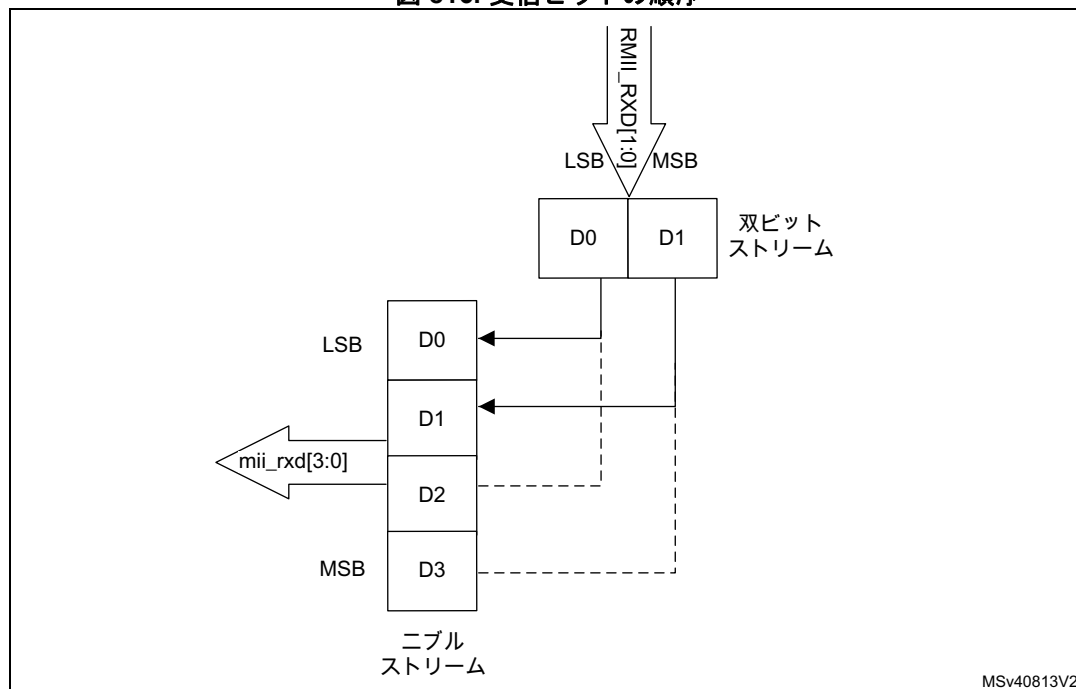 RMII_RXD[1:0]
LSB
MSB
D0
D1
双ビット
ストリーム
LSB
D0
D1
mii_rxd[3:0]
D2
MSB
D3
ニブル
ストリーム
MSv40813V2